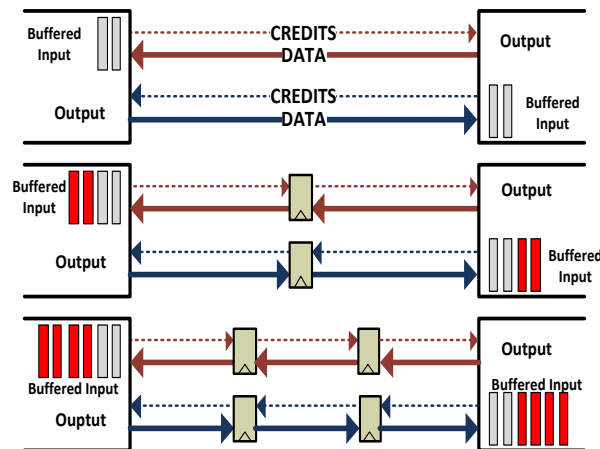 Buffered
Input
CREDITS
DATA
Output
Output
CREDITS
DATA
Buffered
Input
Buffered
Input
Output
Output
Buffered
Input
Output
Buffered Input
Buffered Input
Ouptut